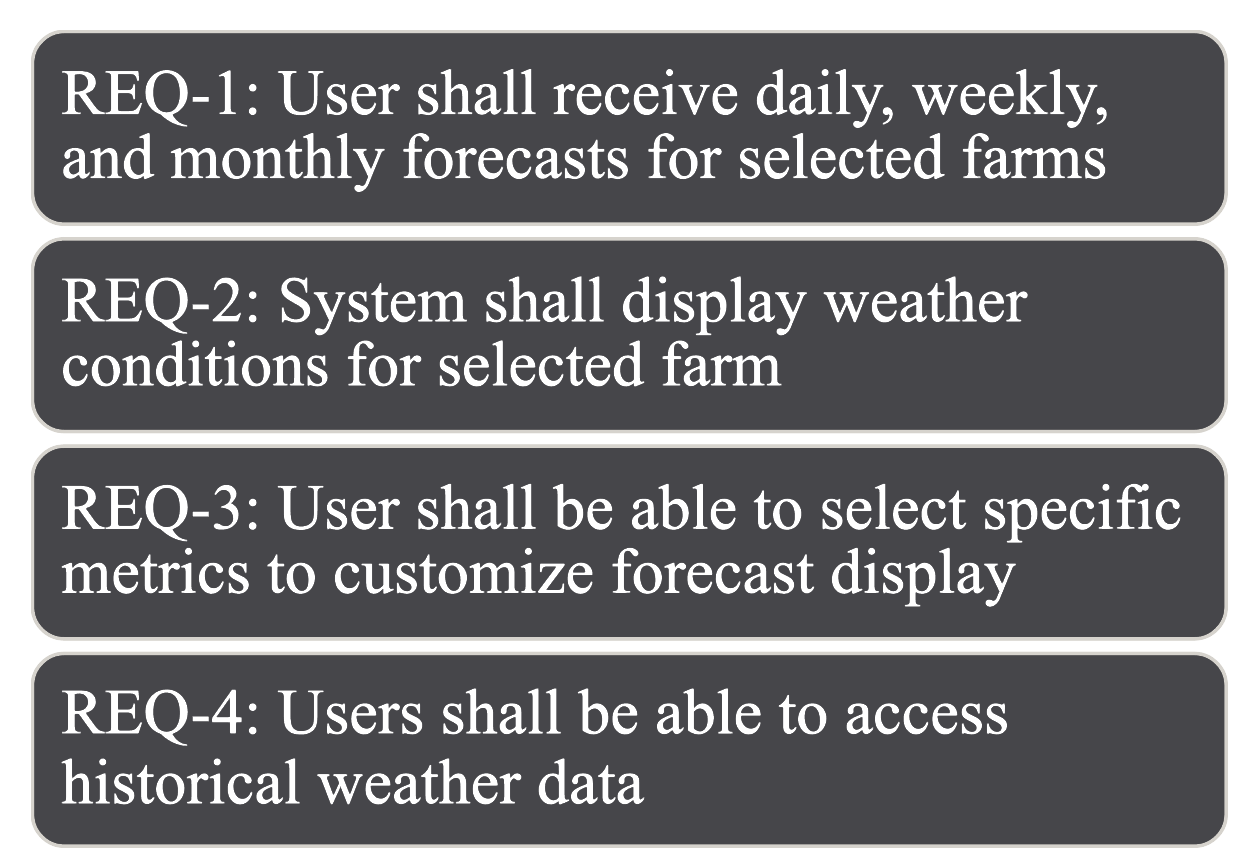 REQ-1: User shall receive daily, weekly,
and monthly forecasts for selected farms
REQ-2: System shall display weather
conditions for selected farm
REQ-3: User shall be able to select specific
metrics to customize forecast display
REQ-4: Users shall be able to access
historical weather data